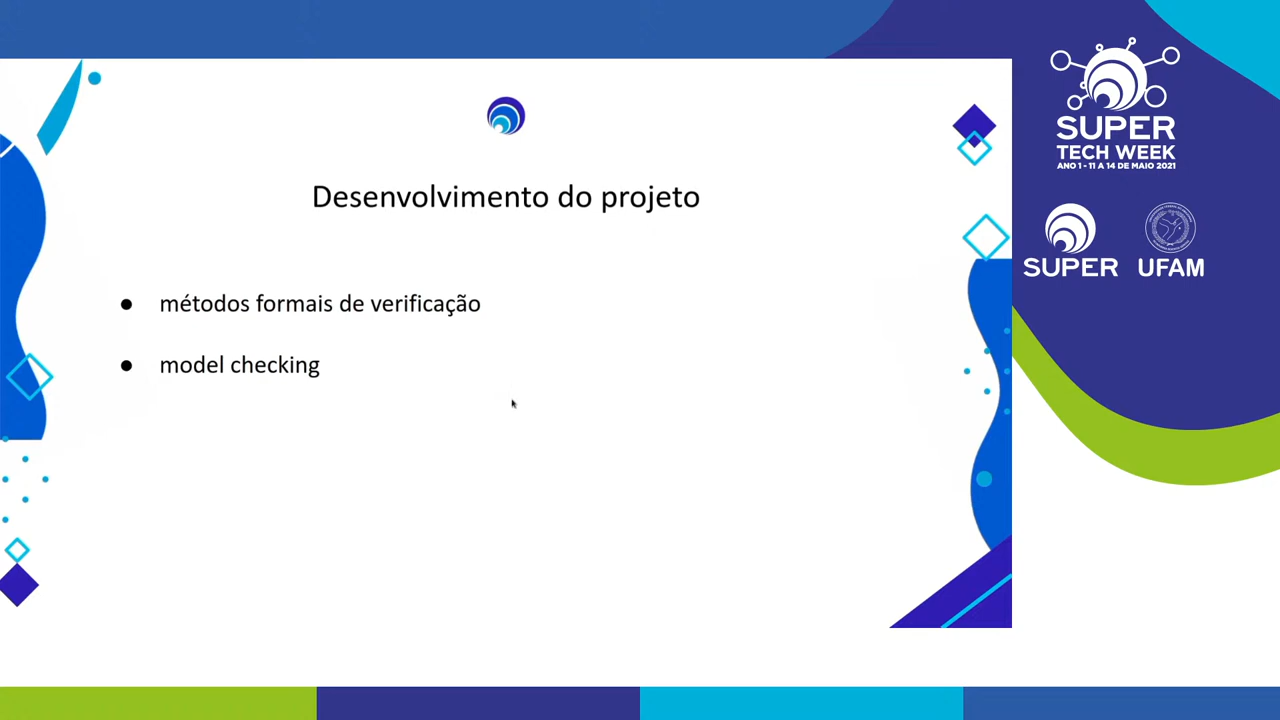 Desenvolvimento do projeto
● métodos formais de verificação
● model checking
SUPER
TECH WEEK
ANO 1 - 11 A 14 DE MAIO 2021
SUPER
UFAM